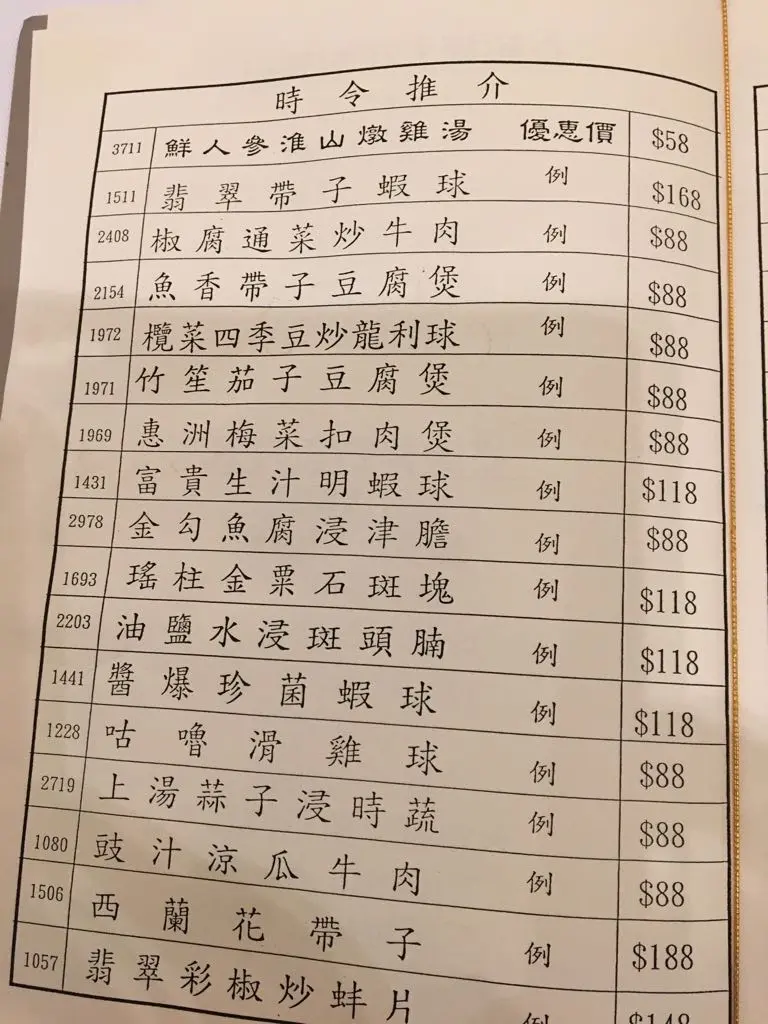 時令推介
3711 鮮人參淮山燉雞湯 優惠價 $58
1511 翡翠帶子蝦球 例 $168
2408 椒腐通菜炒牛肉 例 $88
2154 魚香帶子豆腐煲 例 $88
1972 欖菜四季豆炒龍利球 例 $88
1971 竹笙茄子豆腐煲 例 $88
1969 惠洲梅菜扣肉煲 例 $88
1431 富貴生汁明蝦球 例 $118
2978 金勾魚腐浸津膽 例 $88
1693 瑤柱金粟石斑塊 例 $118
2203 油鹽水浸斑頭腩 例 $118
1441 醬爆珍菌蝦球 例 $118
1228 咕嚕滑雞球 例 $88
2719 上湯蒜子浸時蔬 例 $88
1080 豉汁涼瓜牛肉 例 $88
1506 西蘭花帶子 例 $188
1057 翡翠彩椒炒蚌片 例 $148